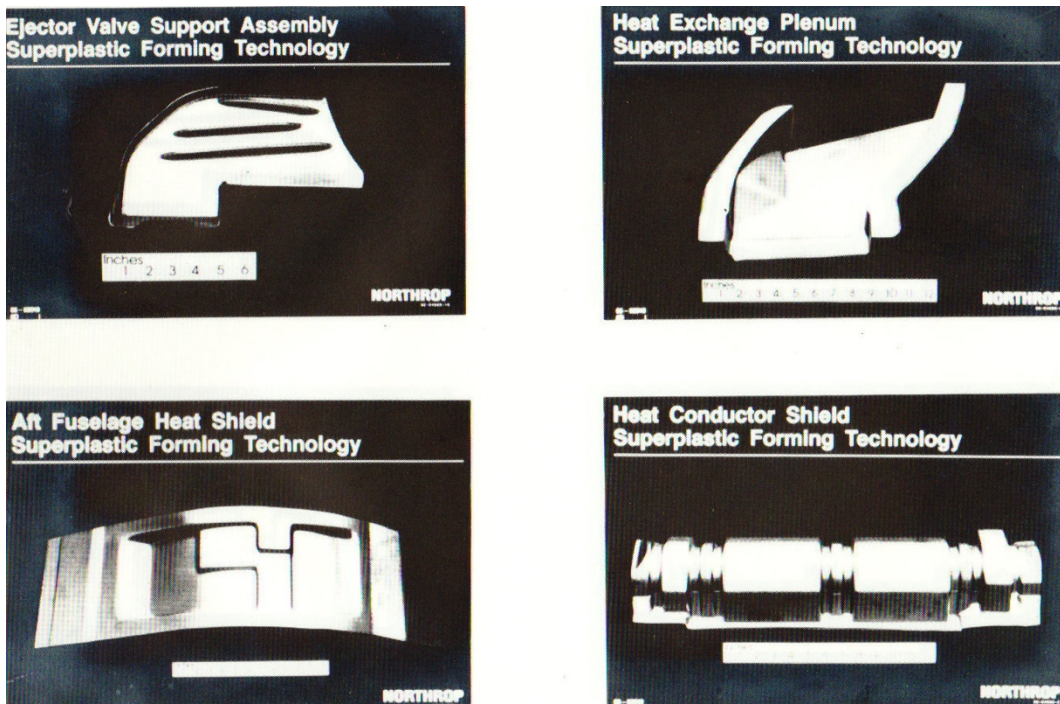 Ejector Valve Support Assembly
Superplastic Forming Technology
Inches
1 2 3 4 5 6
NORTHROP
Heat Exchange Plenum
Superplastic Forming Technology
Inches
1 2 3 4 5 6 7 8 9 10 11 12
NORTHROP
Aft Fuselage Heat Shield
Superplastic Forming Technology
NORTHROP
Heat Conductor Shield
Superplastic Forming Technology
NORTHROP